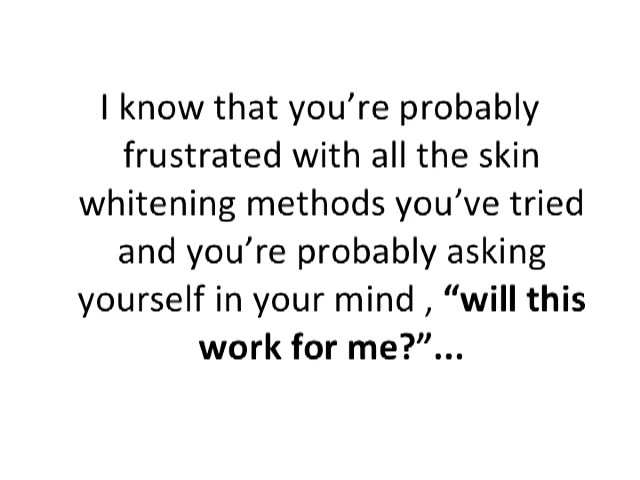 I know that you’re probably
frustrated with all the skin
whitening methods you’ve tried
and you’re probably asking
yourself in your mind , “will this
work for me?”...